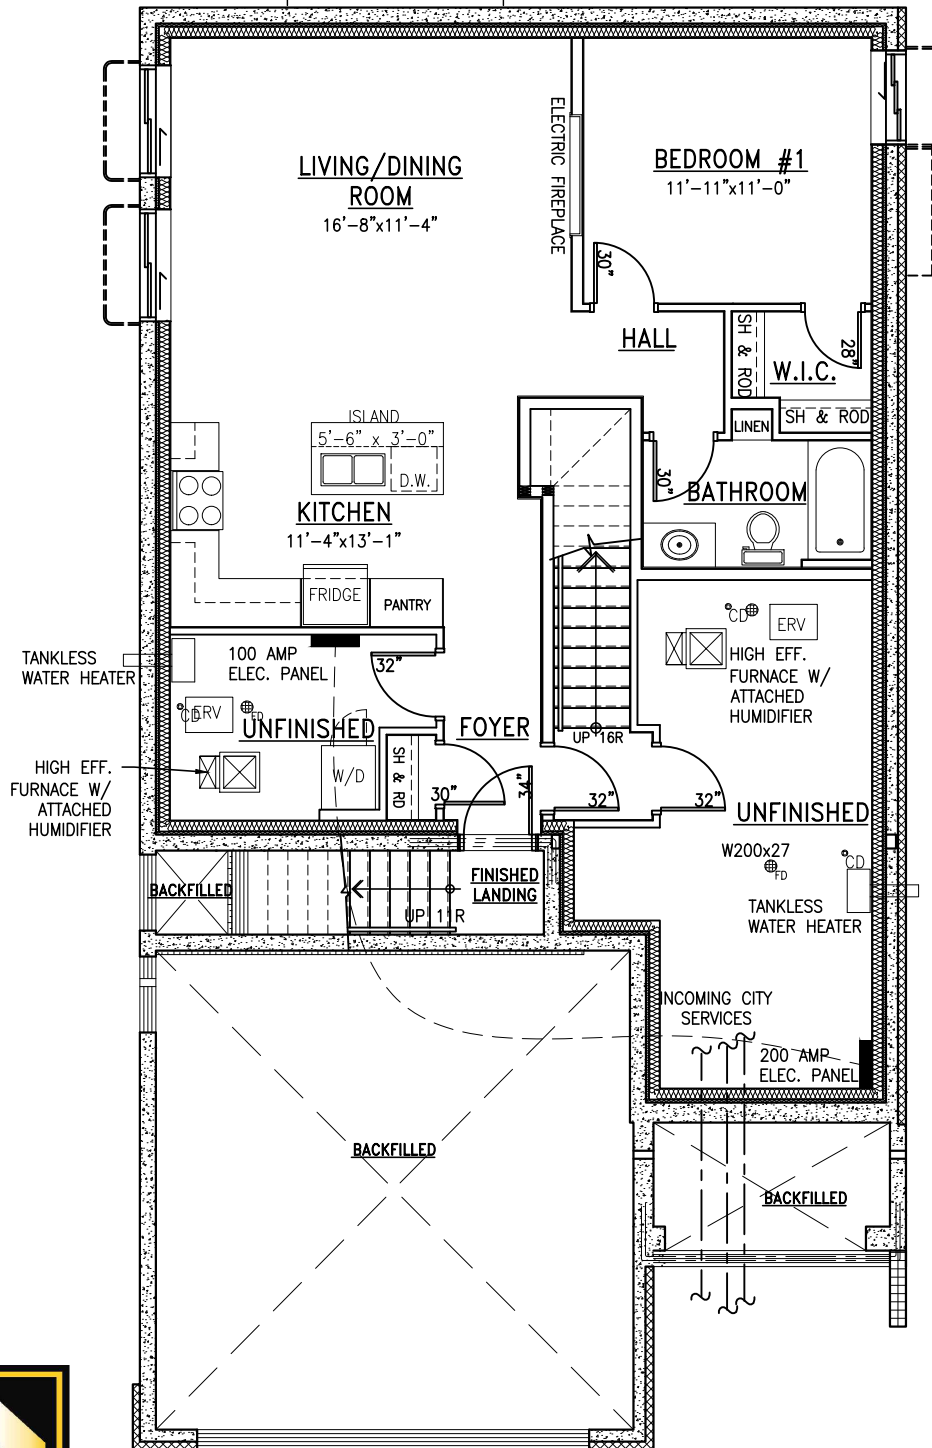 LIVING/DINING
ROOM
16'-8"x11'-4"
ELECTRIC FIREPLACE
BEDROOM #1
11'-11"x11'-0"
30"
HALL
SH & ROD
28"
W.I.C.
SH & ROD
LINEN
ISLAND
5'-6" x 3'-0"
D.W.
30"
BATHROOM
KITCHEN
11'-4"x13'-1"
FRIDGE
PANTRY
TANKLESS
WATER HEATER
100 AMP
ELEC. PANEL
32"
CD
ERV
FD
UNFINISHED
FOYER
UP 16R
CD
ERV
HIGH EFF.
FURNACE W/
ATTACHED
HUMIDIFIER
HIGH EFF.
FURNACE W/
ATTACHED
HUMIDIFIER
W/D
SH & RD
30"
34"
32"
32"
UNFINISHED
W200x27
FD
CD
BACKFILLED
FINISHED
LANDING
UP 1 R
TANKLESS
WATER HEATER
INCOMING CITY
SERVICES
200 AMP
ELEC. PANEL
BACKFILLED
BACKFILLED